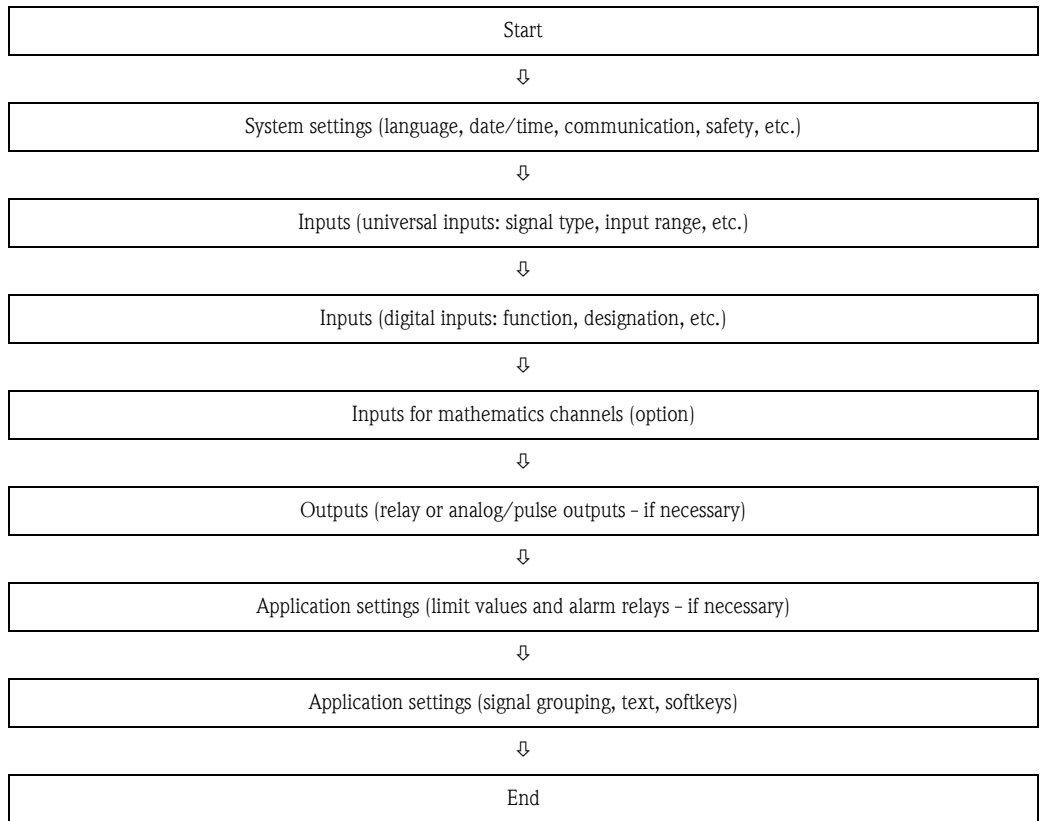 Start
⇩
System settings (language, date/time, communication, safety, etc.)
⇩
Inputs (universal inputs: signal type, input range, etc.)
⇩
Inputs (digital inputs: function, designation, etc.)
⇩
Inputs for mathematics channels (option)
⇩
Outputs (relay or analog/pulse outputs – if necessary)
⇩
Application settings (limit values and alarm relays – if necessary)
⇩
Application settings (signal grouping, text, softkeys)
⇩
End